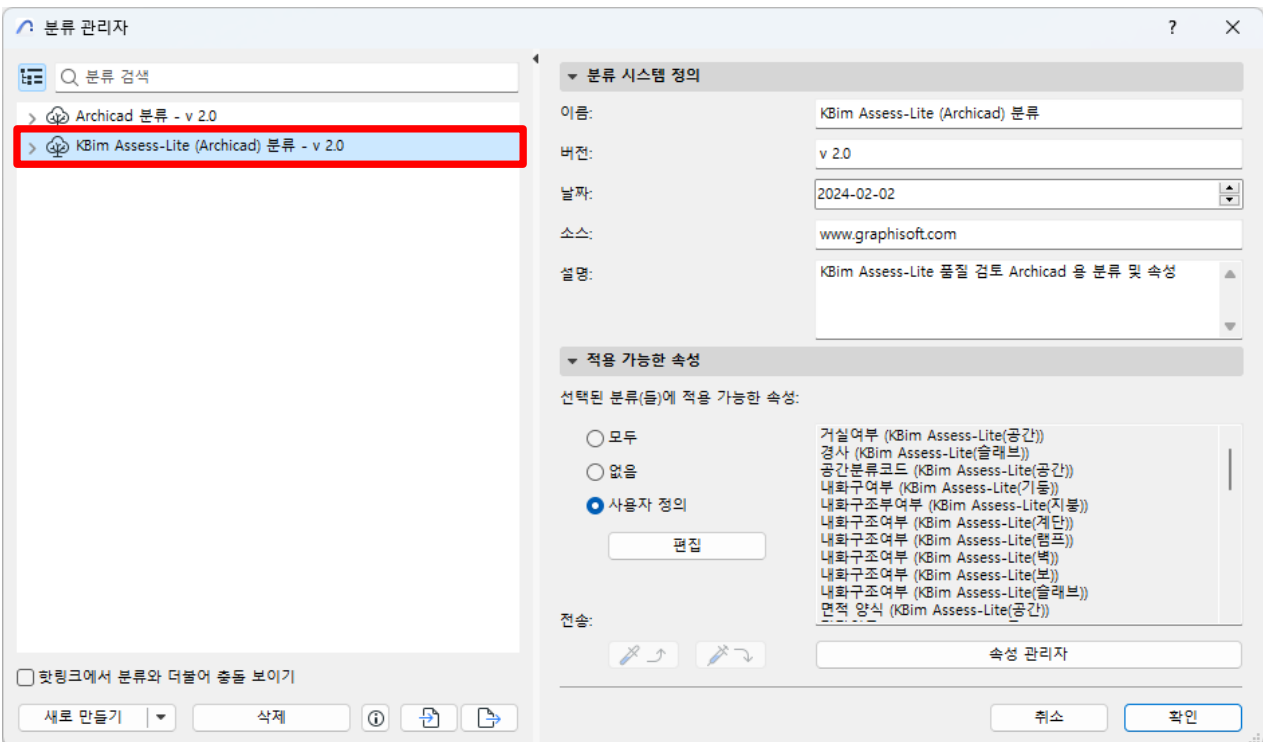 분류 관리자
?
분류 검색
Archicad 분류 - v 2.0
KBim Assess-Lite (Archicad) 분류 - v 2.0
핫링크에서 분류와 더불어 충돌 보이기
새로 만들기
삭제
분류 시스템 정의
이름:
KBim Assess-Lite (Archicad) 분류
버전:
v 2.0
날짜:
2024-02-02
소스:
www.graphisoft.com
설명:
KBim Assess-Lite 품질 검토 Archicad 용 분류 및 속성
적용 가능한 속성
선택된 분류(들)에 적용 가능한 속성:
모두
없음
사용자 정의
편집
거실여부 (KBim Assess-Lite(공간))
경사 (KBim Assess-Lite(슬래브))
공간분류코드 (KBim Assess-Lite(공간))
내화구여부 (KBim Assess-Lite(기둥))
내화구조부여부 (KBim Assess-Lite(지붕))
내화구조여부 (KBim Assess-Lite(계단))
내화구조여부 (KBim Assess-Lite(램프))
내화구조여부 (KBim Assess-Lite(벽))
내화구조여부 (KBim Assess-Lite(보))
내화구조여부 (KBim Assess-Lite(슬래브))
면적 양식 (KBim Assess-Lite(공간))
전송:
속성 관리자
취소
확인